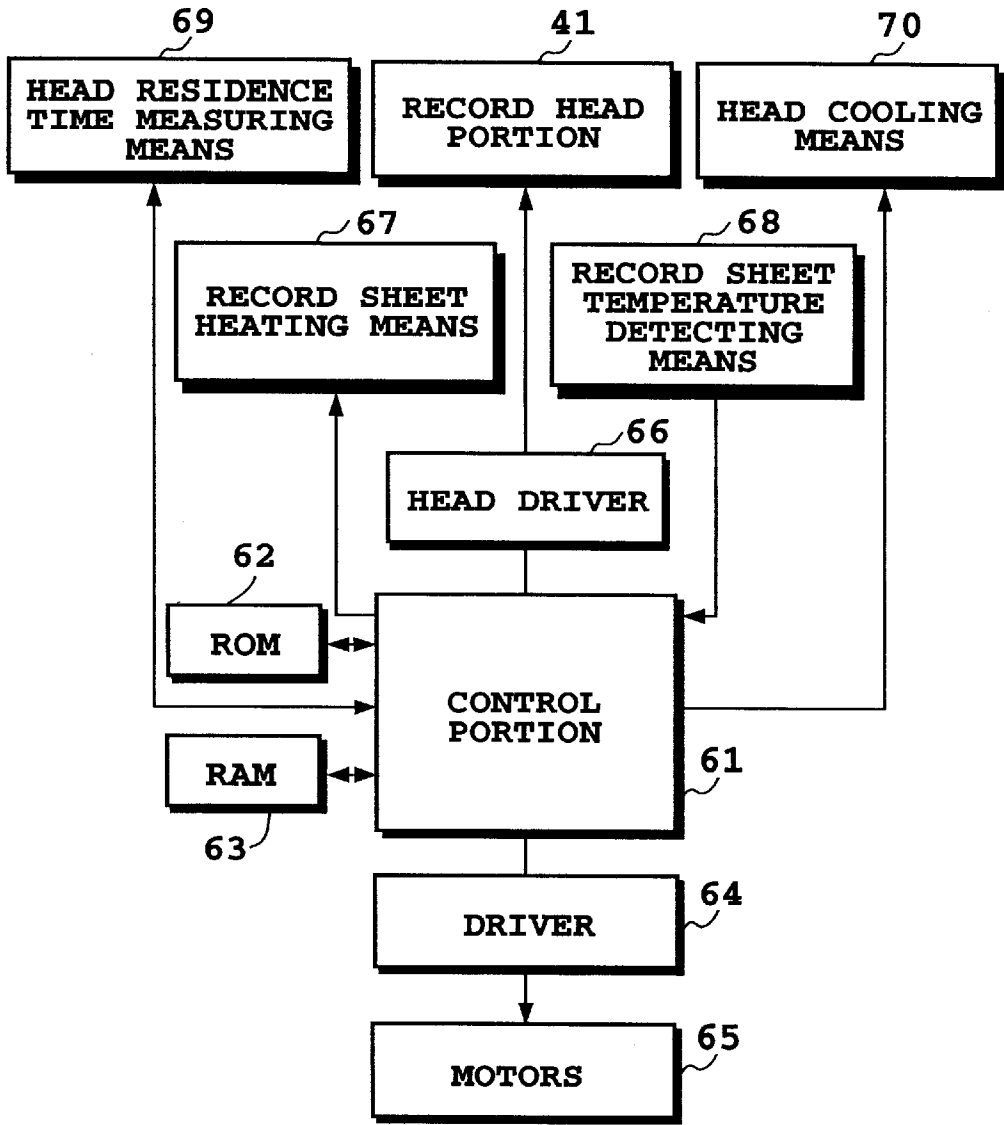 69
41
70
HEAD RESIDENCE
TIME MEASURING
MEANS
RECORD HEAD
PORTION
HEAD COOLING
MEANS
67
68
RECORD SHEET
HEATING MEANS
RECORD SHEET
TEMPERATURE
DETECTING
MEANS
66
HEAD DRIVER
62
ROM
CONTROL
PORTION
61
RAM
63
64
DRIVER
65
MOTORS